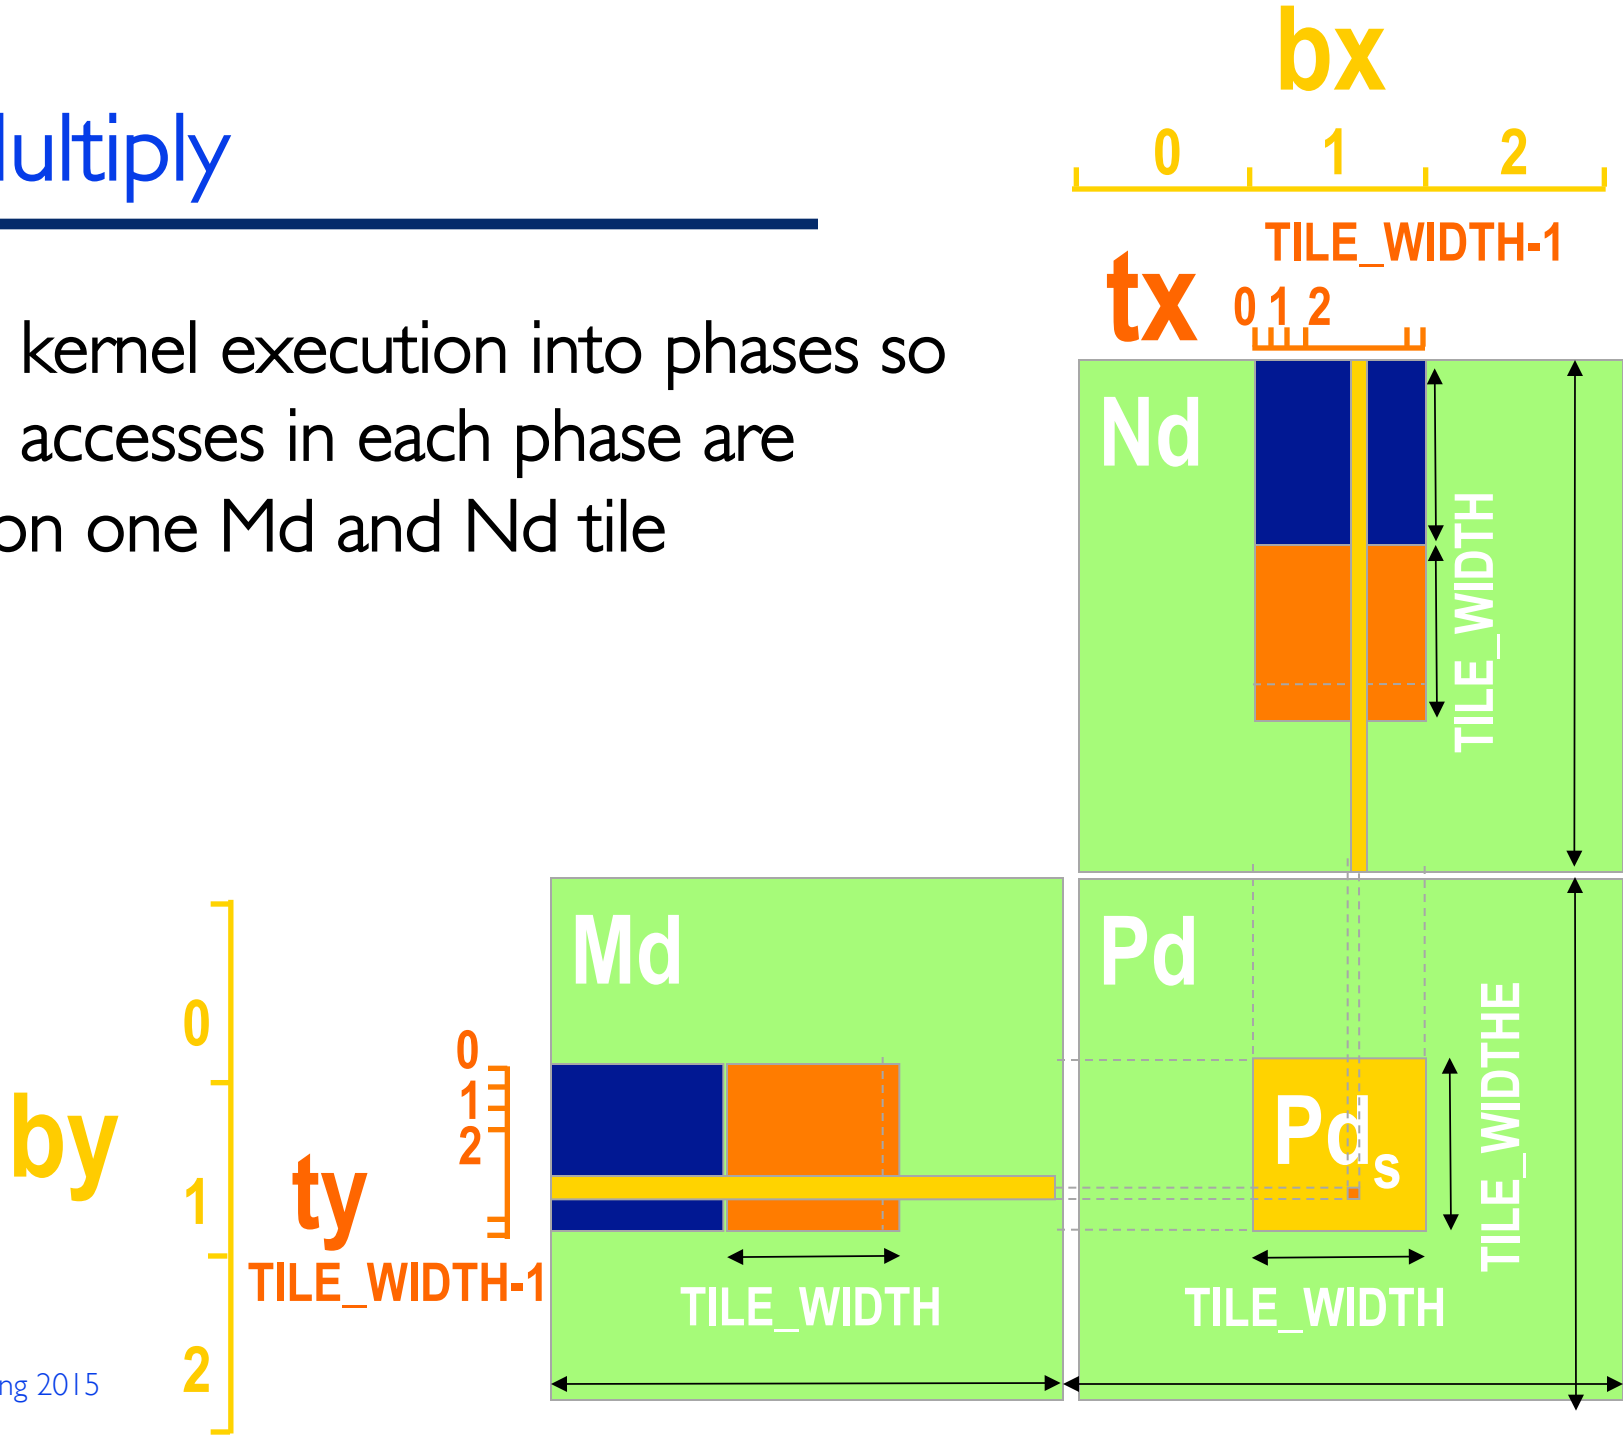 bx
0 1 2
Multiply
TILE_WIDTH-1
tx
0 1 2
kernel execution into phases so
accesses in each phase are
on one Md and Nd tile
Nd
TILE_WIDTH
Md
Pd
0
0
1
2
by
1
ty
TILE_WIDTH-1
Pds
TILE_WIDTHE
TILE_WIDTH
TILE_WIDTH
2
ng 2015